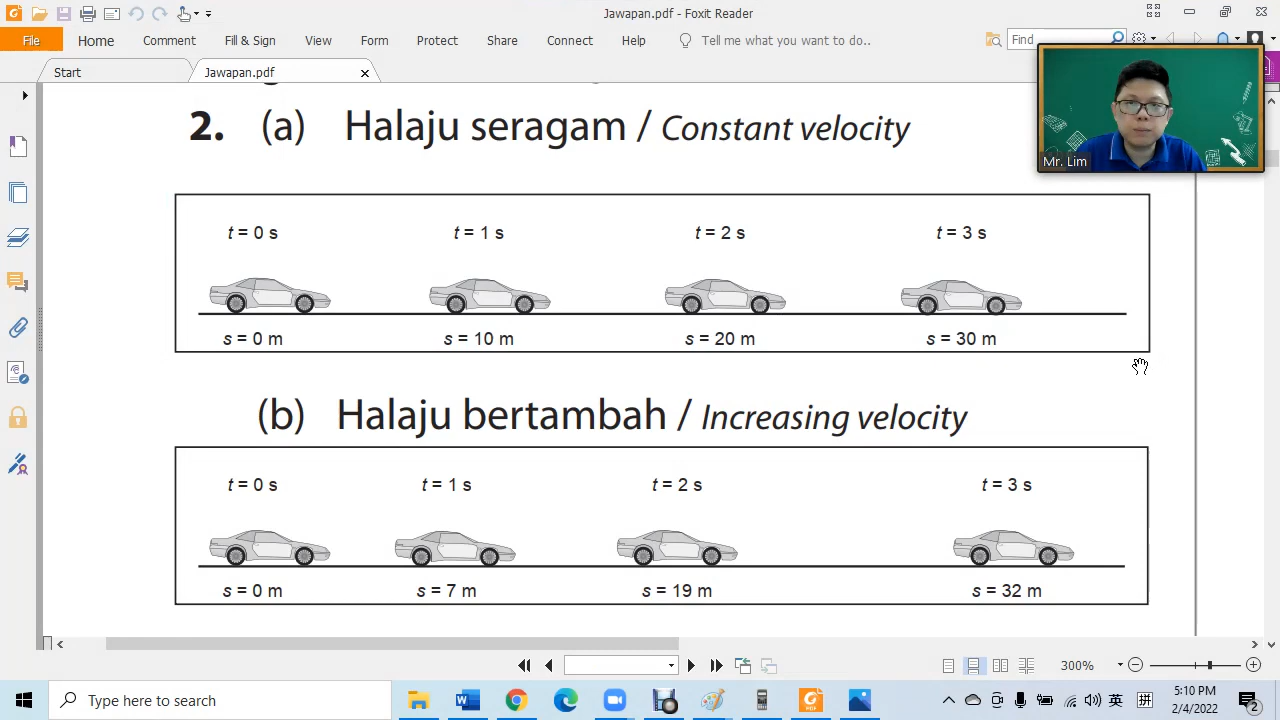 Jawapan.pdf - Foxit Reader
File Home Comment Fill & Sign View Form Protect Share Connect Help Tell me what you want to do.. Find
Start Jawapan.pdf
Mr. Lim
2. (a) Halaju seragam / Constant velocity
t = 0 s t = 1 s t = 2 s t = 3 s
s = 0 m s = 10 m s = 20 m s = 30 m
(b) Halaju bertambah / Increasing velocity
t = 0 s t = 1 s t = 2 s t = 3 s
s = 0 m s = 7 m s = 19 m s = 32 m
300%
Type here to search
英 拼
5:10 PM
2/4/2022
2